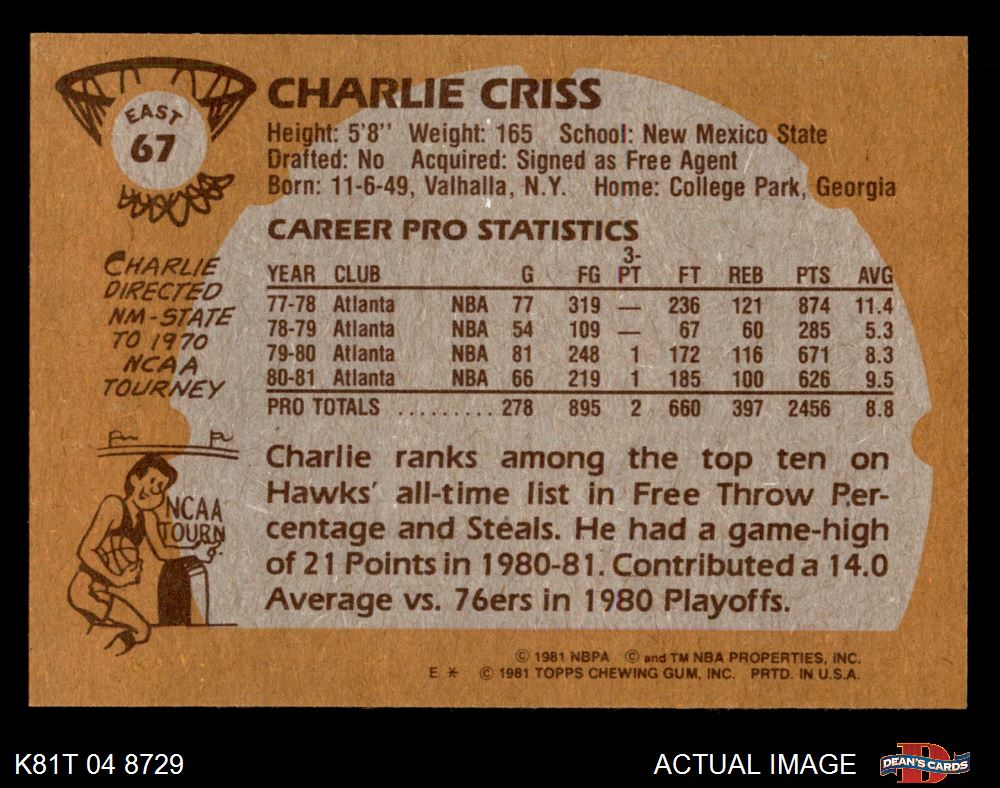 EAST
67
CHARLIE CRISS
Height: 5'8" Weight: 165 School: New Mexico State
Drafted: No Acquired: Signed as Free Agent
Born: 11-6-49, Valhalla, N.Y. Home: College Park, Georgia
CAREER PRO STATISTICS
YEAR CLUB G FG 3-PT FT REB PTS AVG
77-78 Atlanta NBA 77 319 — 236 121 874 11.4
78-79 Atlanta NBA 54 109 — 67 60 285 5.3
79-80 Atlanta NBA 81 248 1 172 116 671 8.3
80-81 Atlanta NBA 66 219 1 185 100 626 9.5
PRO TOTALS .......... 278 895 2 660 397 2456 8.8
CHARLIE
DIRECTED
NM-STATE
TO 1970
NCAA
TOURNEY
NCAA
TOURN
Charlie ranks among the top ten on
Hawks' all-time list in Free Throw Per-
centage and Steals. He had a game-high
of 21 Points in 1980-81. Contributed a 14.0
Average vs. 76ers in 1980 Playoffs.
© 1981 NBPA © and TM NBA PROPERTIES, INC.
E * © 1981 TOPPS CHEWING GUM, INC. PRTD. IN U.S.A.
K81T 04 8729
ACTUAL IMAGE
D
DEAN'S CARDS